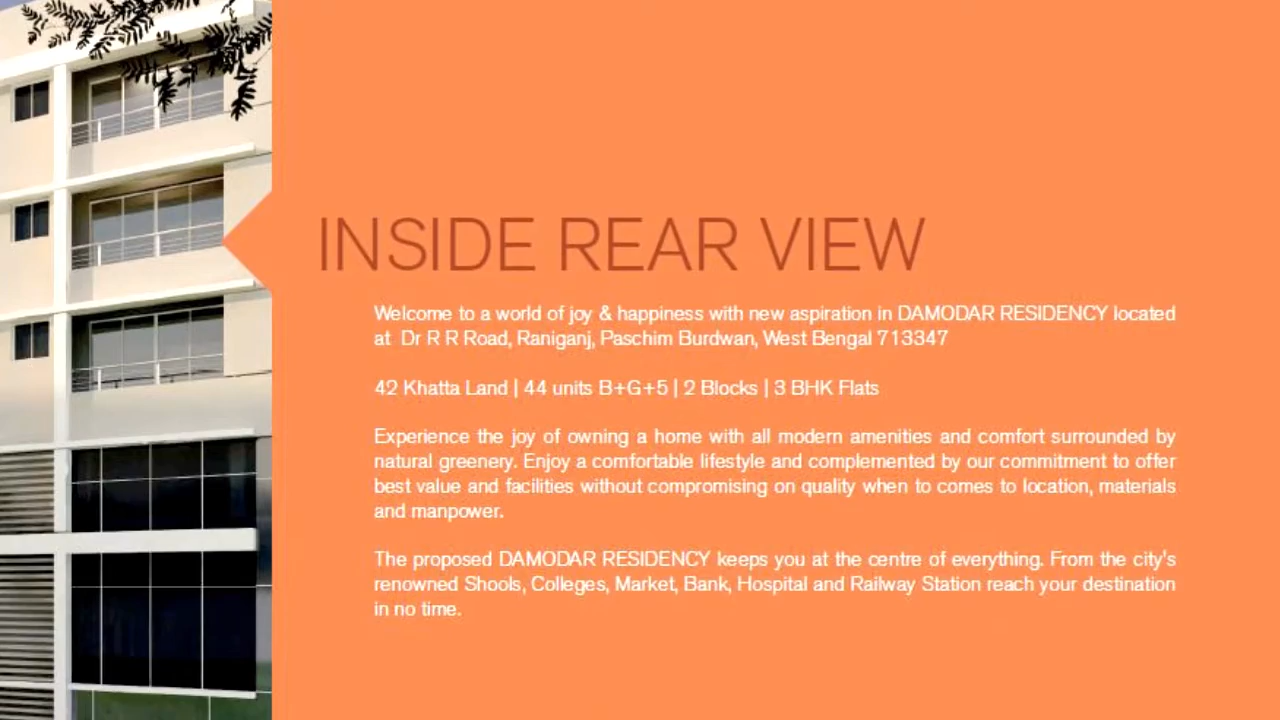 INSIDE REAR VIEW
Welcome to a world of joy & happiness with new aspiration in DAMODAR RESIDENCY located
at Dr R R Road, Raniganj, Paschim Burdwan, West Bengal 713347
42 Khatta Land | 44 units B+G+5 | 2 Blocks | 3 BHK Flats
Experience the joy of owning a home with all modern amenities and comfort surrounded by
natural greenery. Enjoy a comfortable lifestyle and complemented by our commitment to offer
best value and facilities without compromising on quality when to comes to location, materials
and manpower.
The proposed DAMODAR RESIDENCY keeps you at the centre of everything. From the city's
renowned Shools, Colleges, Market, Bank, Hospital and Railway Station reach your destination
in no time.